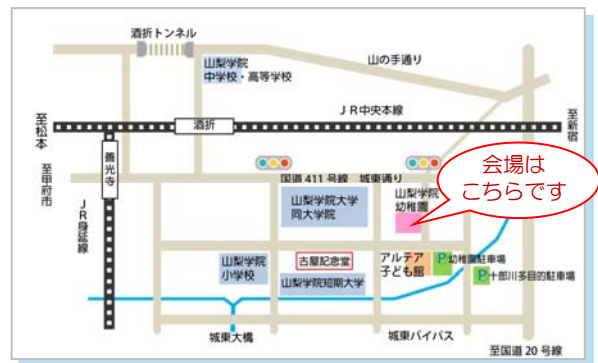 酒折トンネル
山の手通り
山梨学院
中学校・高等学校
JR中央本線
至松本
酒折
至新宿
至甲府市
善光寺
JR身延線
国道411号線 城東通り
会場は
こちらです
山梨学院大学
同大学院
山梨学院
幼稚園
山梨学院
小学校
古屋記念堂
山梨学院短期大学
アルテア
子ども館
P 幼稚園駐車場
P 十郎川多目的駐車場
城東大橋
城東バイパス
至国道20号線